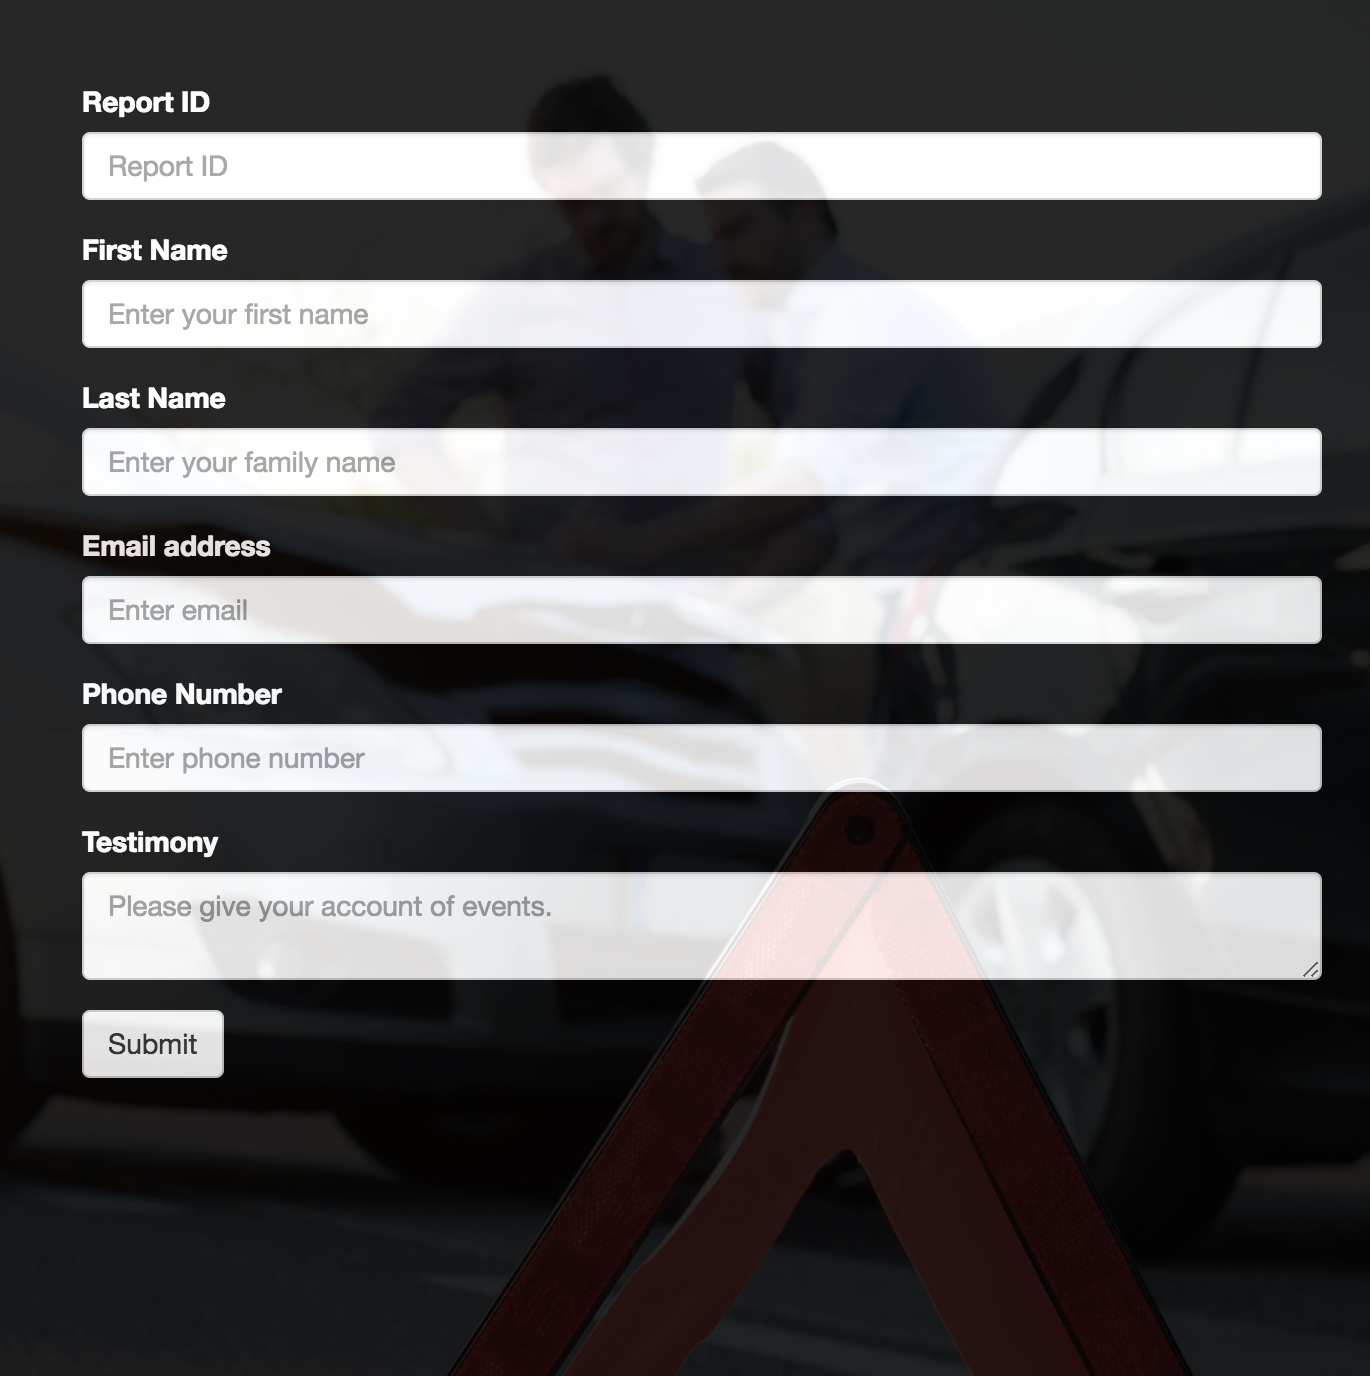 Report ID
Report ID
First Name
Enter your first name
Last Name
Enter your family name
Email address
Enter email
Phone Number
Enter phone number
Testimony
Please give your account of events.
Submit